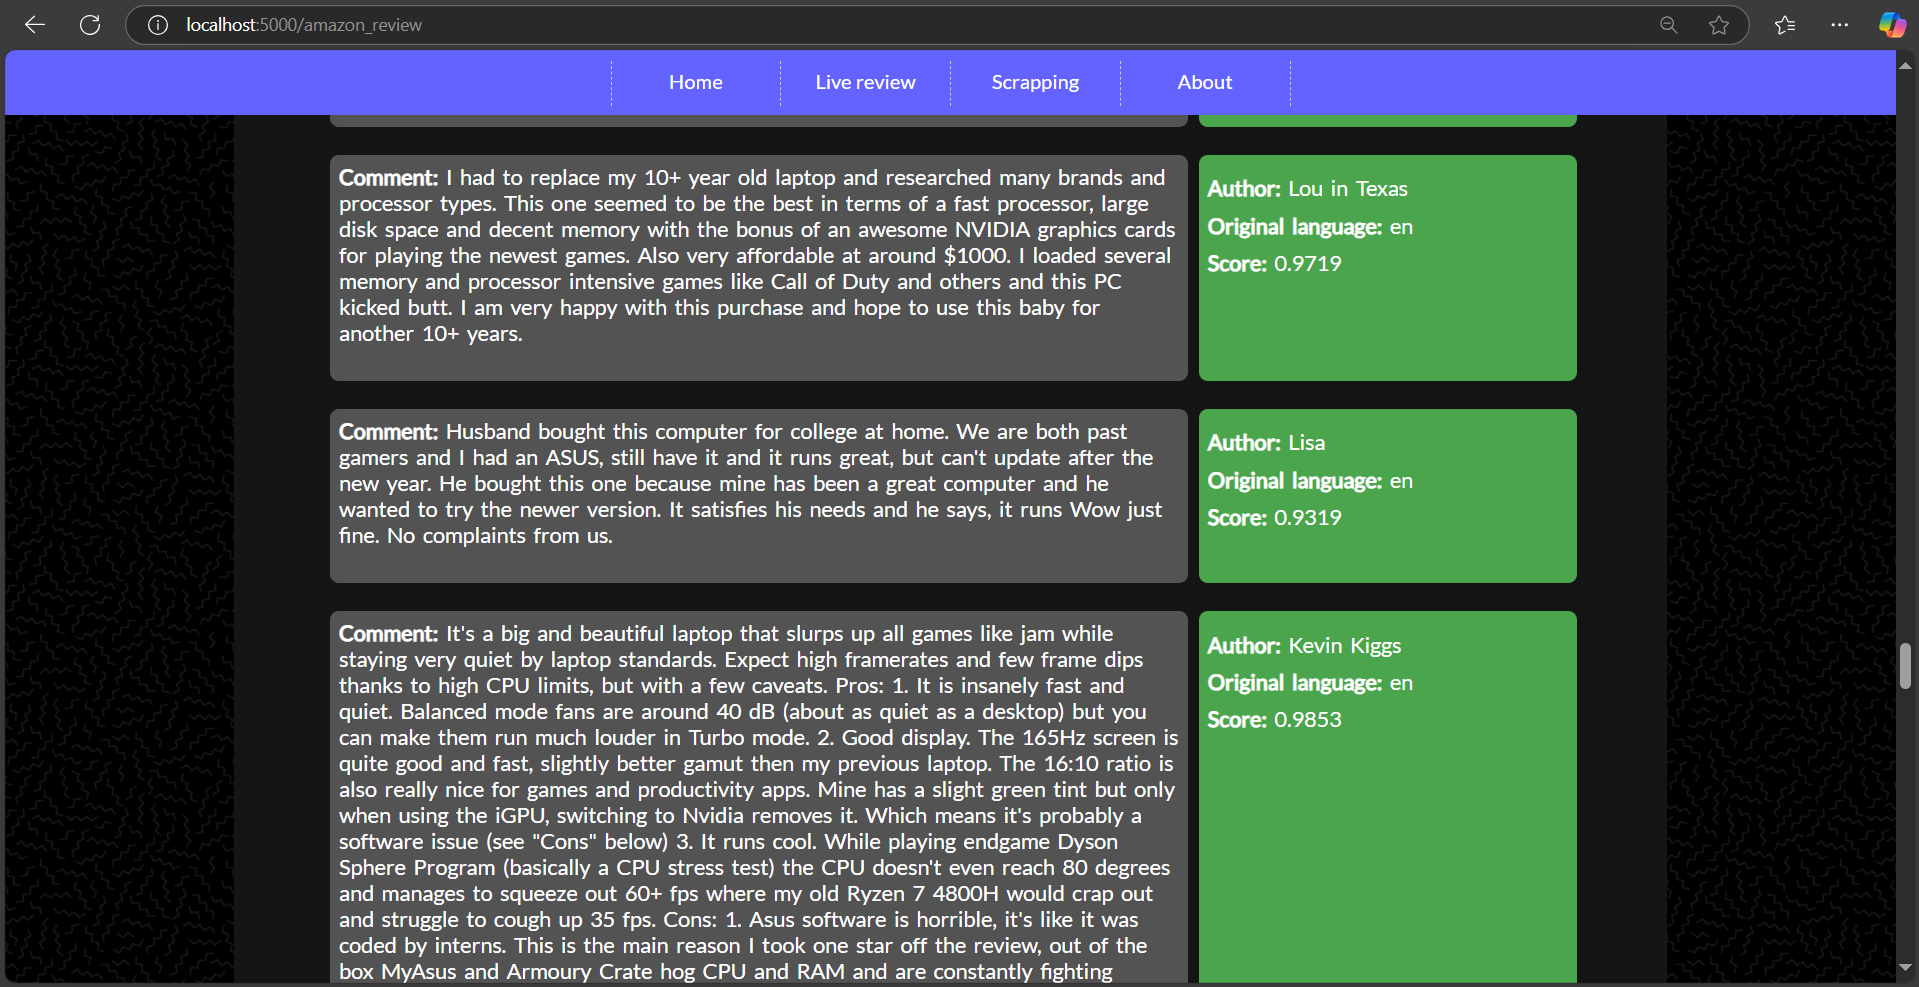 localhost:5000/amazon_review
Home
Live review
Scrapping
About
Comment: I had to replace my 10+ year old laptop and researched many brands and
processor types. This one seemed to be the best in terms of a fast processor, large
disk space and decent memory with the bonus of an awesome NVIDIA graphics cards
for playing the newest games. Also very affordable at around $1000. I loaded several
memory and processor intensive games like Call of Duty and others and this PC
kicked butt. I am very happy with this purchase and hope to use this baby for
another 10+ years.
Author: Lou in Texas
Original language: en
Score: 0.9719
Comment: Husband bought this computer for college at home. We are both past
gamers and I had an ASUS, still have it and it runs great, but can't update after the
new year. He bought this one because mine has been a great computer and he
wanted to try the newer version. It satisfies his needs and he says, it runs Wow just
fine. No complaints from us.
Author: Lisa
Original language: en
Score: 0.9319
Comment: It's a big and beautiful laptop that slurps up all games like jam while
staying very quiet by laptop standards. Expect high framerates and few frame dips
thanks to high CPU limits, but with a few caveats. Pros: 1. It is insanely fast and
quiet. Balanced mode fans are around 40 dB (about as quiet as a desktop) but you
can make them run much louder in Turbo mode. 2. Good display. The 165Hz screen is
quite good and fast, slightly better gamut then my previous laptop. The 16:10 ratio is
also really nice for games and productivity apps. Mine has a slight green tint but only
when using the iGPU, switching to Nvidia removes it. Which means it's probably a
software issue (see "Cons" below) 3. It runs cool. While playing endgame Dyson
Sphere Program (basically a CPU stress test) the CPU doesn't even reach 80 degrees
and manages to squeeze out 60+ fps where my old Ryzen 7 4800H would crap out
and struggle to cough up 35 fps. Cons: 1. Asus software is horrible, it's like it was
coded by interns. This is the main reason I took one star off the review, out of the
box MyAsus and Armoury Crate hog CPU and RAM and are constantly fighting
Author: Kevin Kiggs
Original language: en
Score: 0.9853